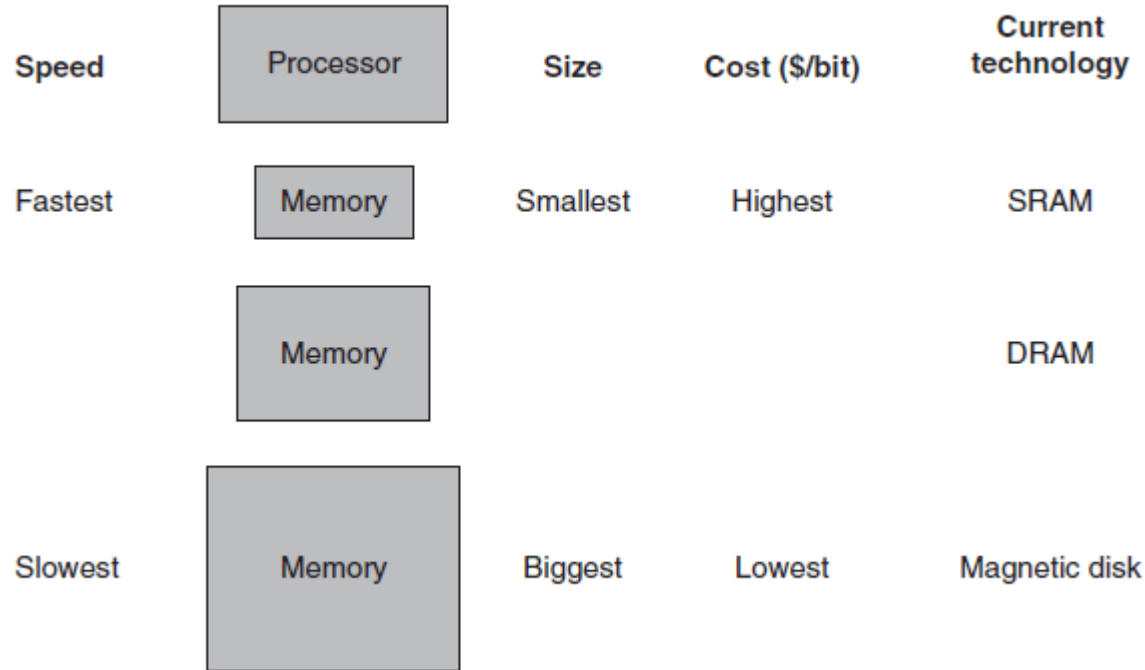 Speed Processor Size Cost ($/bit) Current
technology
Fastest Memory Smallest Highest SRAM
Memory DRAM
Slowest Memory Biggest Lowest Magnetic disk